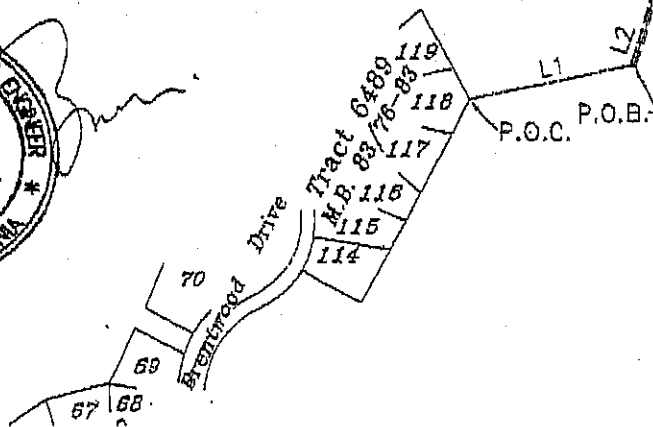 ENGINEER *
119
Tract 6489
M.B. 83/76-83
118
117
116
115
114
L1
L2
P.O.C.
P.O.B.
Brentwood Drive
70
69
68
67